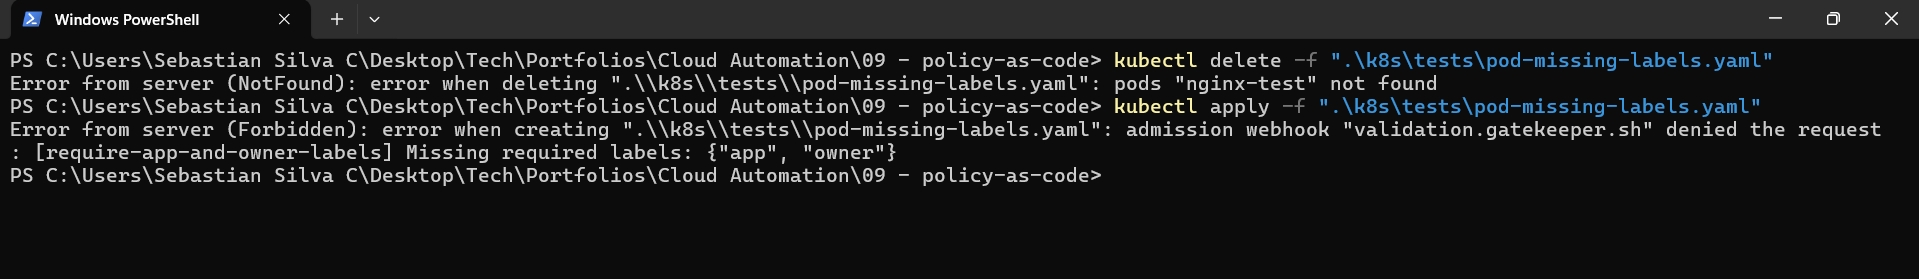 Windows PowerShell
PS C:\Users\Sebastian Silva C\Desktop\Tech\Portfolios\Cloud Automation\09 - policy-as-code> kubectl delete -f ".\k8s\tests\pod-missing-labels.yaml"
Error from server (NotFound): error when deleting ".\\k8s\\tests\\pod-missing-labels.yaml": pods "nginx-test" not found
PS C:\Users\Sebastian Silva C\Desktop\Tech\Portfolios\Cloud Automation\09 - policy-as-code> kubectl apply -f ".\k8s\tests\pod-missing-labels.yaml"
Error from server (Forbidden): error when creating ".\\k8s\\tests\\pod-missing-labels.yaml": admission webhook "validation.gatekeeper.sh" denied the request
: [require-app-and-owner-labels] Missing required labels: {"app", "owner"}
PS C:\Users\Sebastian Silva C\Desktop\Tech\Portfolios\Cloud Automation\09 - policy-as-code>